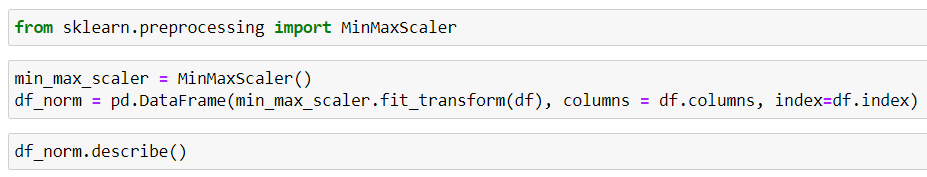 from sklearn.preprocessing import MinMaxScaler
min_max_scaler = MinMaxScaler()
df_norm = pd.DataFrame(min_max_scaler.fit_transform(df), columns = df.columns, index=df.index)
df_norm.describe()